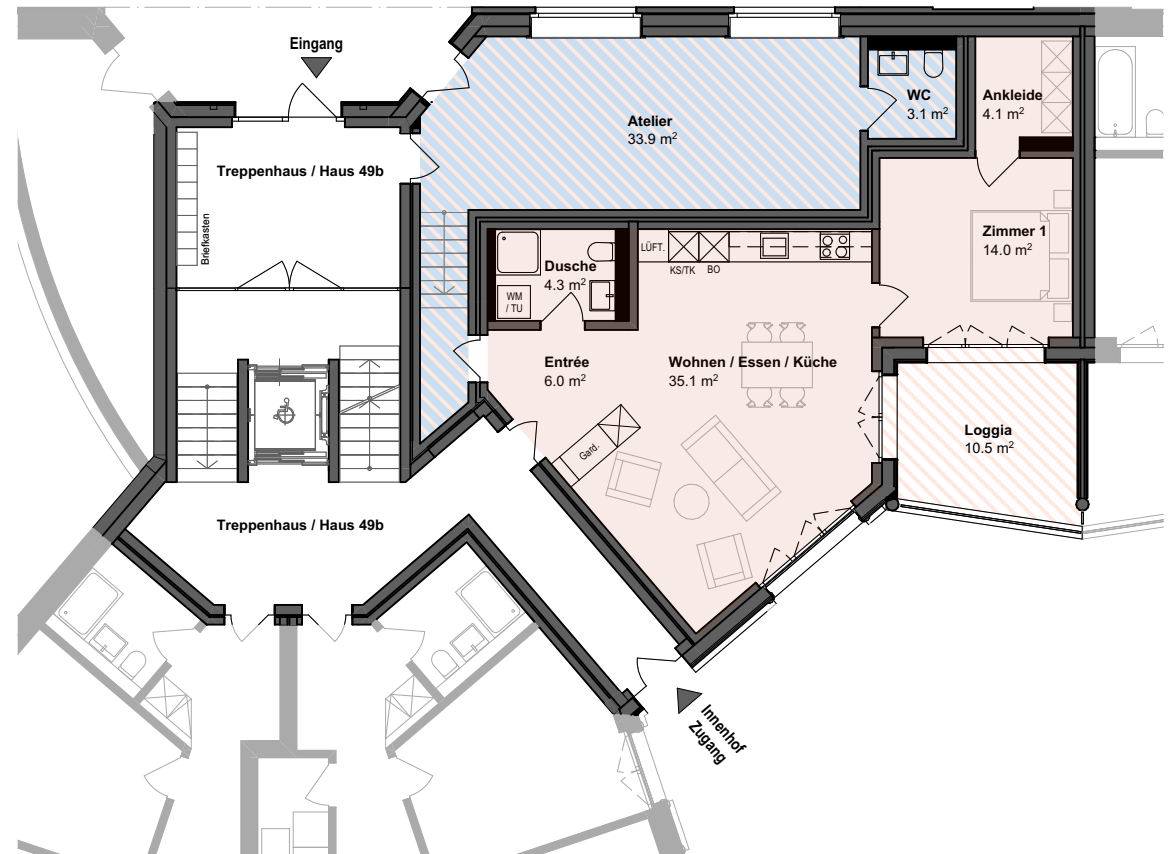 Eingang
WC
3.1 m²
Ankleide
4.1 m²
Atelier
33.9 m²
Treppenhaus / Haus 49b
Briefkasten
Zimmer 1
14.0 m²
LÜFT.
KS/TK
BO
Dusche
4.3 m²
WM
/ TU
Entrée
6.0 m²
Wohnen / Essen / Küche
35.1 m²
Loggia
10.5 m²
Gard.
Treppenhaus / Haus 49b
Innenhof
Zugang